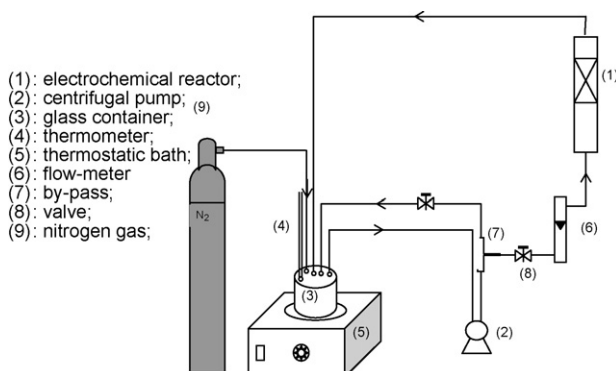 (1): electrochemical reactor;
(2): centrifugal pump;
(3): glass container;
(4): thermometer;
(5): thermostatic bath;
(6): flow-meter
(7): by-pass;
(8): valve;
(9): nitrogen gas;
(9)
N2
(4)
(3)
(5)
(7)
(8)
(2)
(6)
(1)